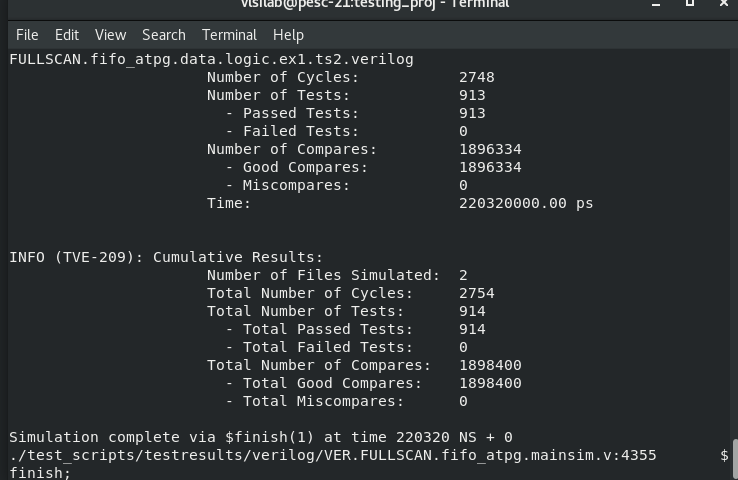 vlsilab@pesc-21:testing_proj - Terminal
File Edit View Search Terminal Help
FULLSCAN.fifo_atpg.data.logic.ex1.ts2.verilog
Number of Cycles: 2748
Number of Tests: 913
- Passed Tests: 913
- Failed Tests: 0
Number of Compares: 1896334
- Good Compares: 1896334
- Miscompares: 0
Time: 220320000.00 ps
INFO (TVE-209): Cumulative Results:
Number of Files Simulated: 2
Total Number of Cycles: 2754
Total Number of Tests: 914
- Total Passed Tests: 914
- Total Failed Tests: 0
Total Number of Compares: 1898400
- Total Good Compares: 1898400
- Total Miscompares: 0
Simulation complete via $finish(1) at time 220320 NS + 0
./test_scripts/testresults/verilog/VER.FULLSCAN.fifo_atpg.mainsim.v:4355 $
finish;